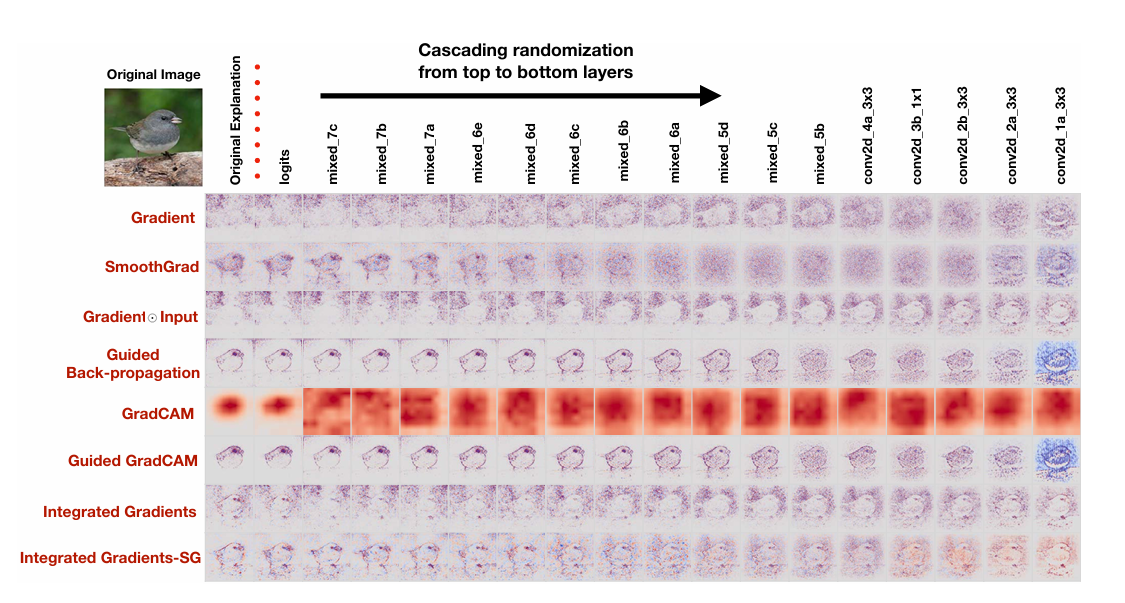 Cascading randomization
from top to bottom layers
Original Image
Original Explanation
logits
mixed_7c
mixed_7b
mixed_7a
mixed_6e
mixed_6d
mixed_6c
mixed_6b
mixed_6a
mixed_5d
mixed_5c
mixed_5b
conv2d_4a_3x3
conv2d_3b_1x1
conv2d_2b_3x3
conv2d_2a_3x3
conv2d_1a_3x3
Gradient
SmoothGrad
Gradient ⊙ Input
Guided
Back-propagation
GradCAM
Guided GradCAM
Integrated Gradients
Integrated Gradients-SG